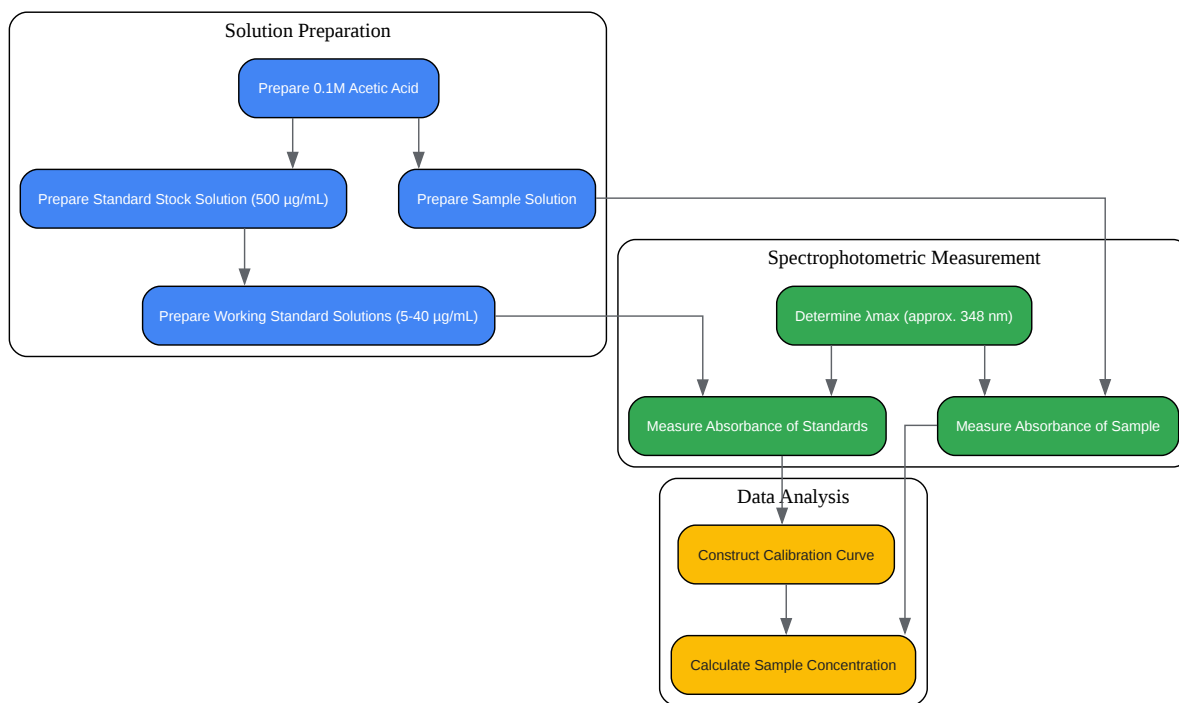 Solution Preparation
Prepare 0.1M Acetic Acid
Prepare Standard Stock Solution (500 µg/mL)
Prepare Sample Solution
Prepare Working Standard Solutions (5-40 µg/mL)
Spectrophotometric Measurement
Determine λmax (approx. 348 nm)
Measure Absorbance of Standards
Measure Absorbance of Sample
Data Analysis
Construct Calibration Curve
Calculate Sample Concentration